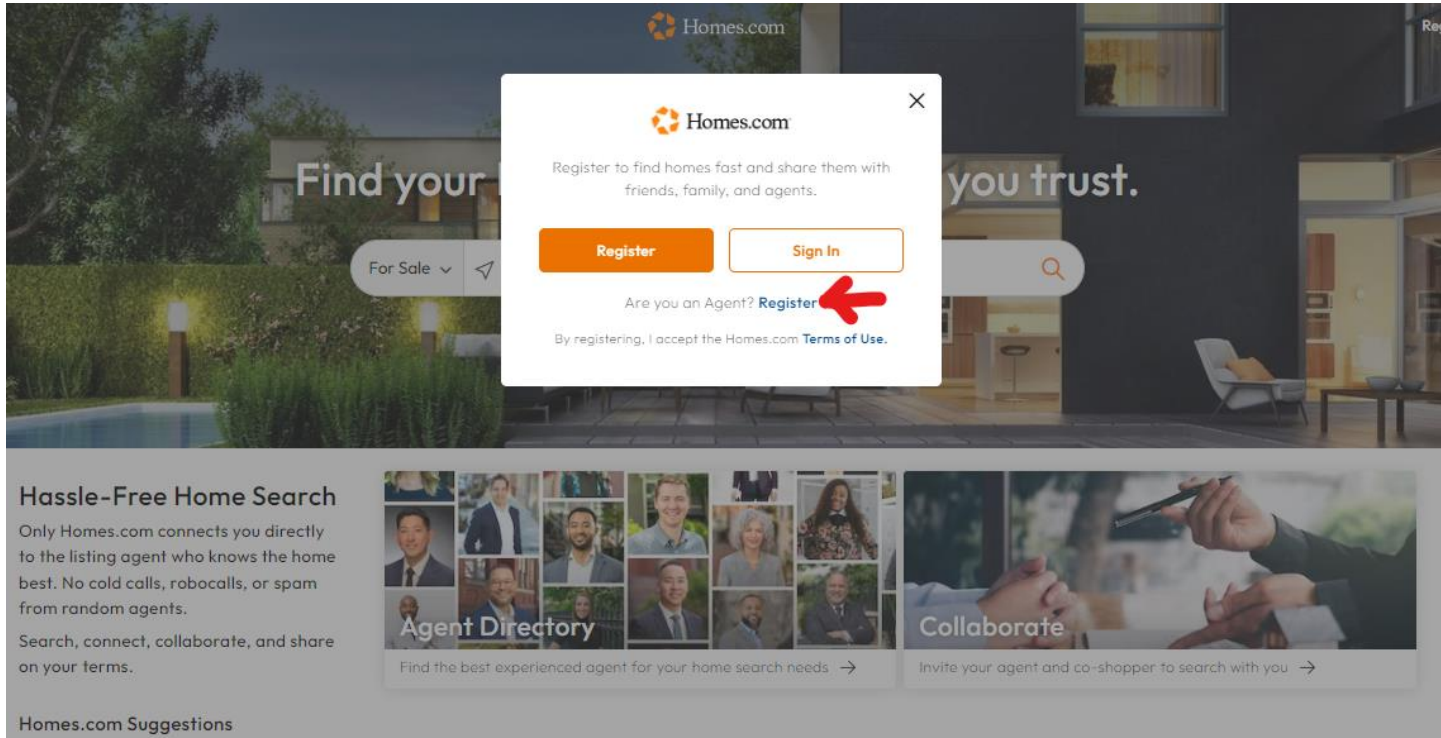 Homes.com
Reg
Homes.com
Register to find homes fast and share them with
friends, family, and agents.
Find your
you trust.
Register
Sign In
For Sale
Are you an Agent? Register
By registering, I accept the Homes.com Terms of Use.
Hassle-Free Home Search
Only Homes.com connects you directly
to the listing agent who knows the home
best. No cold calls, robocalls, or spam
from random agents.
Search, connect, collaborate, and share
on your terms.
Agent Directory
Find the best experienced agent for your home search needs →
Collaborate
Invite your agent and co-shopper to search with you →
Homes.com Suggestions